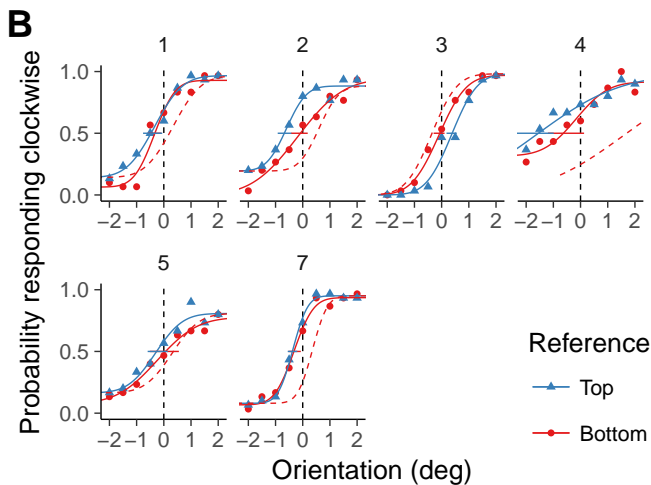 B
1 2 3 4
Probability responding clockwise
1.0
0.5
0.0
−2 −1 0 1 2 −2 −1 0 1 2 −2 −1 0 1 2 −2 −1 0 1 2
5 7
1.0
0.5
0.0
−2 −1 0 1 2 −2 −1 0 1 2
Orientation (deg)
Reference
Top
Bottom